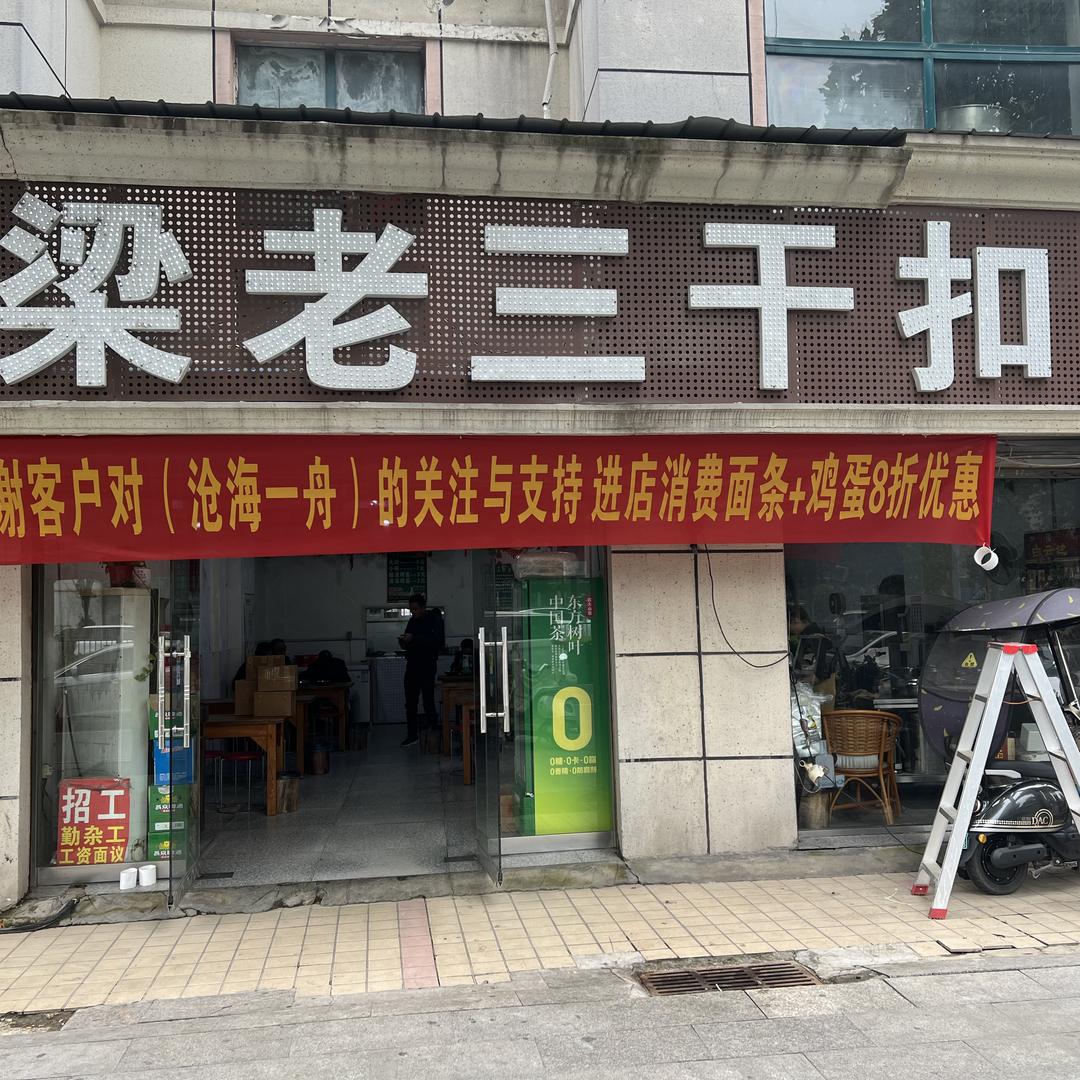 梁老三干扣
谢客户对（沧海一舟）的关注与支持 进店消费面条+鸡蛋8折优惠
东方树叶
中国茶
0
0糖·0卡·0脂
0香精·0防腐剂
招工
勤杂工
工资面议
DAC